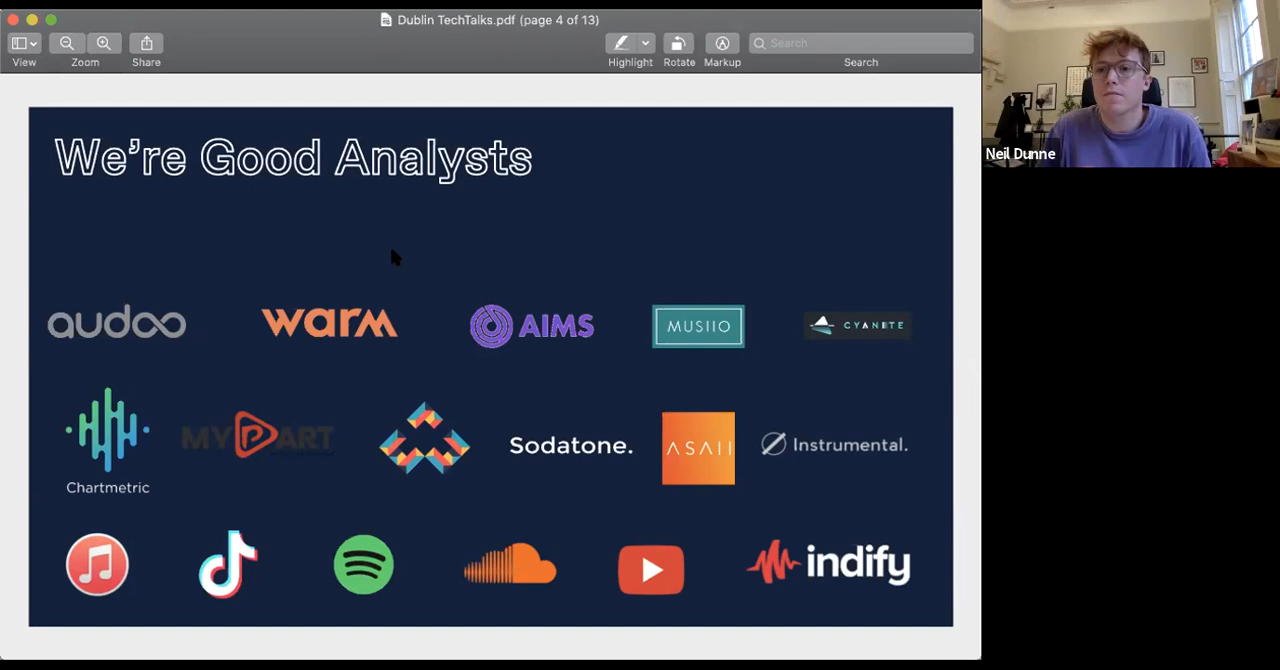 Dublin TechTalks.pdf (page 4 of 13)
View
Zoom
Share
Highlight
Rotate
Markup
Search
Search
Neil Dunne
We're Good Analysts
audoo
warm
AIMS
MUSIIO
CYANITE
Chartmetric
MYPART
Sodatone.
ASAII
Instrumental.
indify